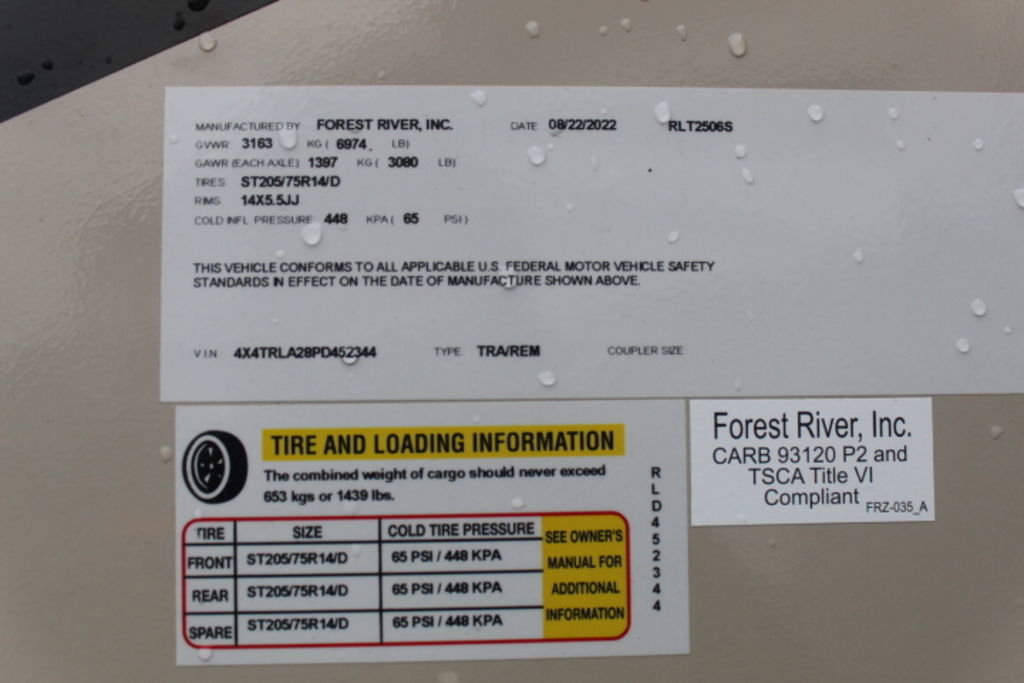 MANUFACTURED BY FOREST RIVER, INC. DATE 08/22/2022 RLT2506S
GVWR 3163 KG ( 6974 LB)
GAWR (EACH AXLE) 1397 KG ( 3080 LB)
TIRES ST205/75R14/D
RIMS 14X5.5JJ
COLD INFL PRESSURE 448 KPA ( 65 PSI)
THIS VEHICLE CONFORMS TO ALL APPLICABLE U.S. FEDERAL MOTOR VEHICLE SAFETY
STANDARDS IN EFFECT ON THE DATE OF MANUFACTURE SHOWN ABOVE.
VIN 4X4TRLA28PD452344 TYPE TRA/REM COUPLER SIZE
TIRE AND LOADING INFORMATION
The combined weight of cargo should never exceed
653 kgs or 1439 lbs.
TIRE SIZE COLD TIRE PRESSURE
FRONT ST205/75R14/D 65 PSI / 448 KPA
REAR ST205/75R14/D 65 PSI / 448 KPA
SPARE ST205/75R14/D 65 PSI / 448 KPA
SEE OWNER'S
MANUAL FOR
ADDITIONAL
INFORMATION
RLD452344
Forest River, Inc.
CARB 93120 P2 and
TSCA Title VI
Compliant FRZ-035_A